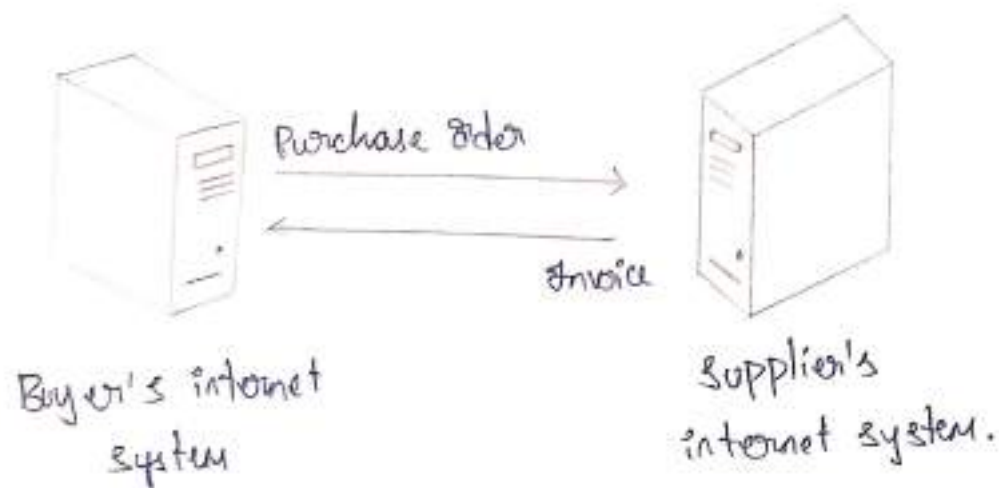 Purchase Order
Invoice
Buyer's internet
system
Supplier's
internet system.